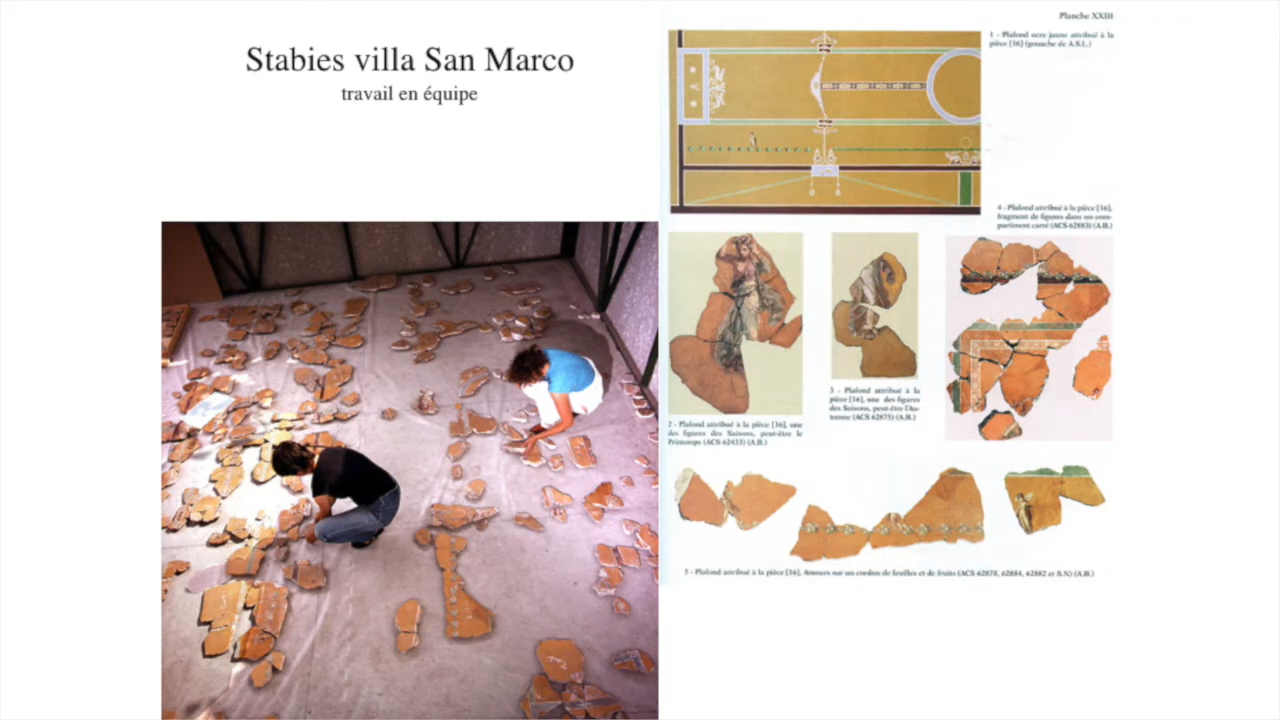 Stabies villa San Marco
travail en équipe
Planche XXIII
1 - Plafond ocre jaune attribué à la
pièce [16] (gouache de A.S.L.)
4 - Plafond attribué à la pièce [16],
fragment de figures dans un com-
partiment carré (ACS 62883) (A.B.)
2 - Plafond attribué à la pièce [16], une
des figures des Saisons, peut-être le
Printemps (ACS 62433) (A.B.)
3 - Plafond attribué à la
pièce [16], une des figures
des Saisons, peut-être l'Au-
tomne (ACS 62875) (A.B.)
5 - Plafond attribué à la pièce [16], Amours sur un cordon de feuilles et de fruits (ACS 62878, 62884, 62882 et S.N) (A.B.)